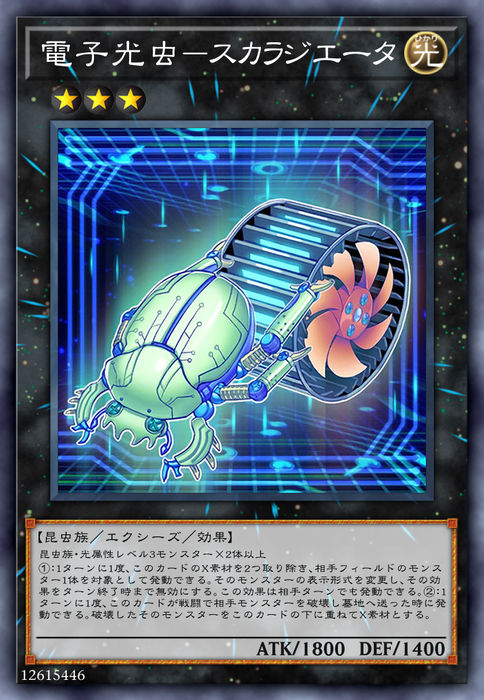 電子光虫－スカラジエータ
ひかり
光
【昆虫族／エクシーズ／効果】
昆虫族・光属性レベル3モンスター×2体以上
①:1ターンに1度、このカードのX素材を2つ取り除き、相手フィールドのモンス
ター1体を対象として発動できる。そのモンスターの表示形式を変更し、その効
果をターン終了時まで無効にする。この効果は相手ターンでも発動できる。②:1
ターンに1度、このカードが戦闘で相手モンスターを破壊し墓地へ送った時に発
動できる。破壊したそのモンスターをこのカードの下に重ねてX素材とする。
ATK/1800 DEF/1400
12615446